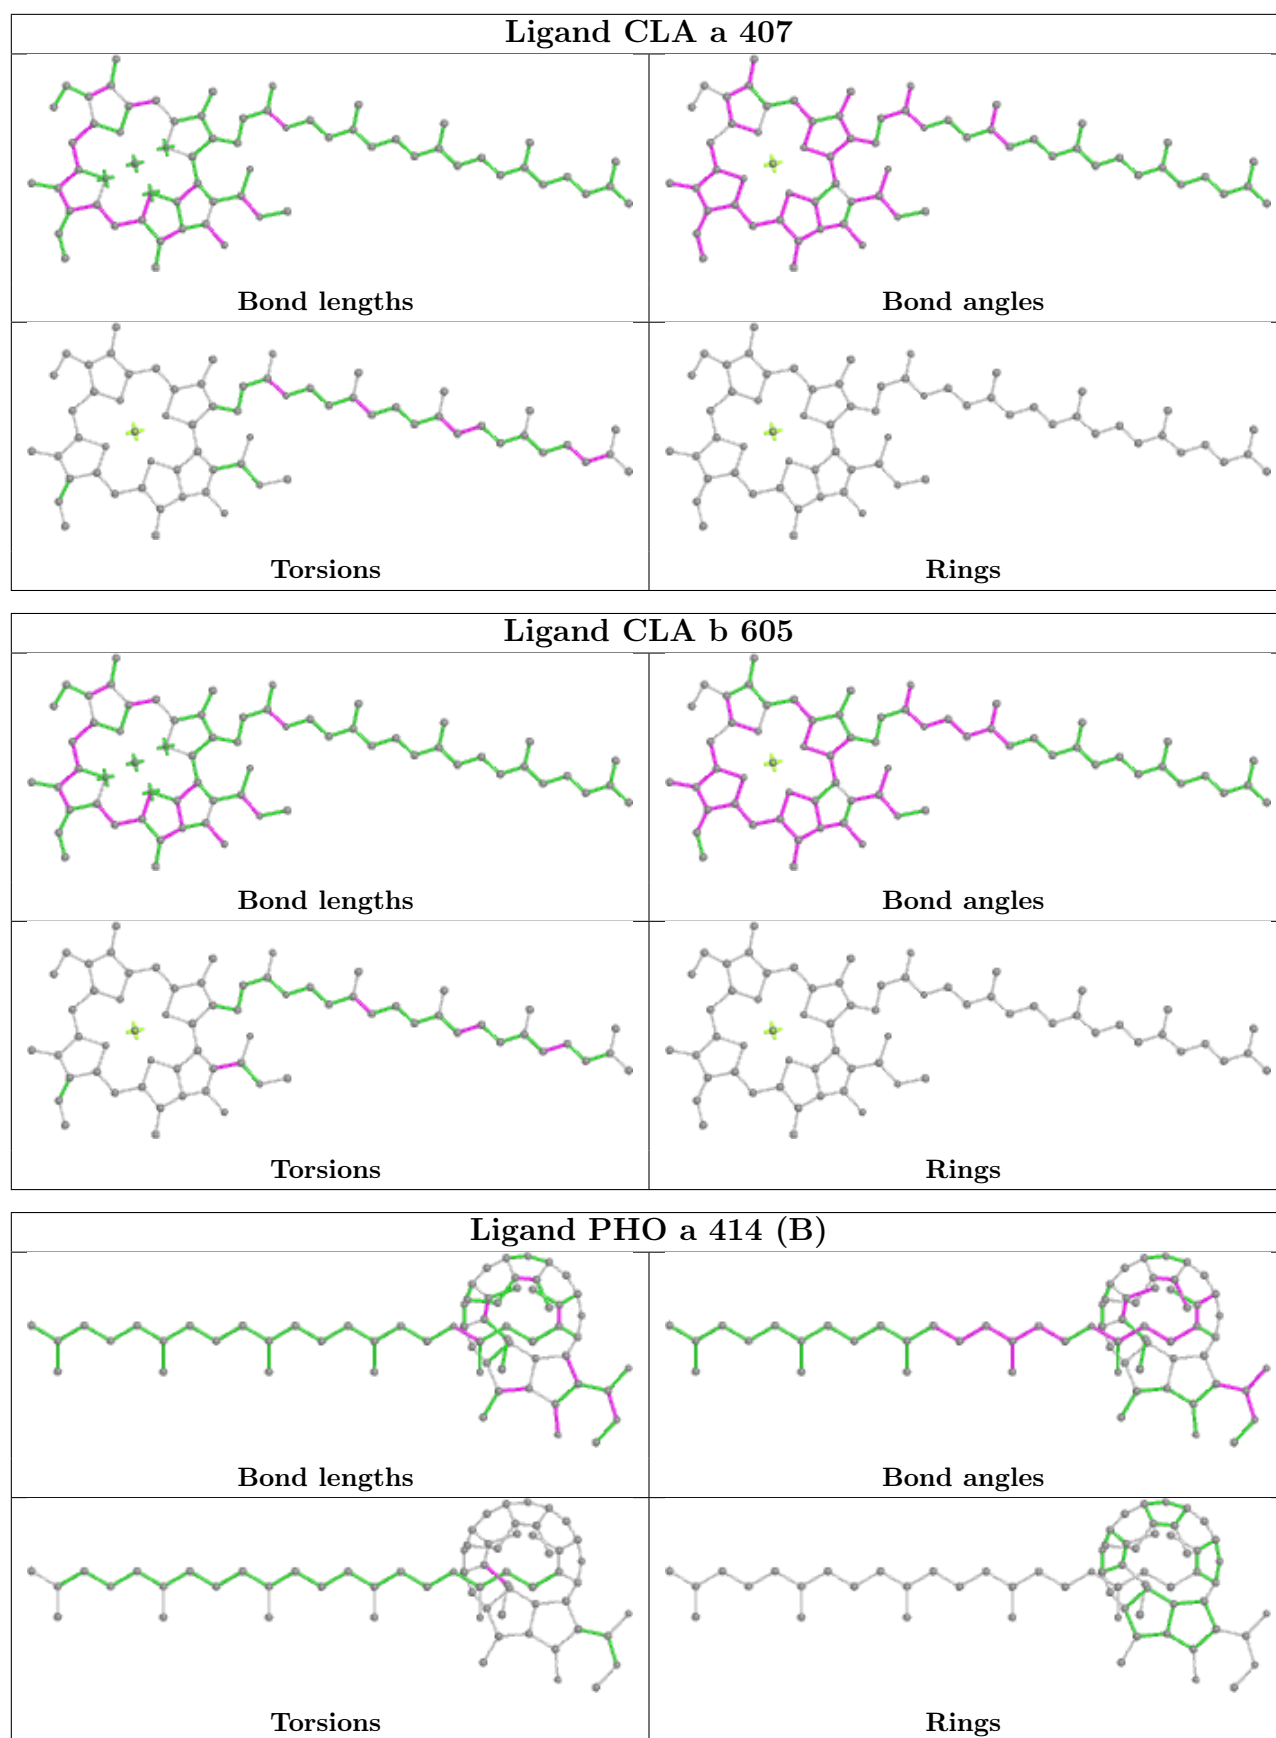 Ligand CLA a 407
Bond lengths
Bond angles
Torsions
Rings
Ligand CLA b 605
Bond lengths
Bond angles
Torsions
Rings
Ligand PHO a 414 (B)
Bond lengths
Bond angles
Torsions
Rings